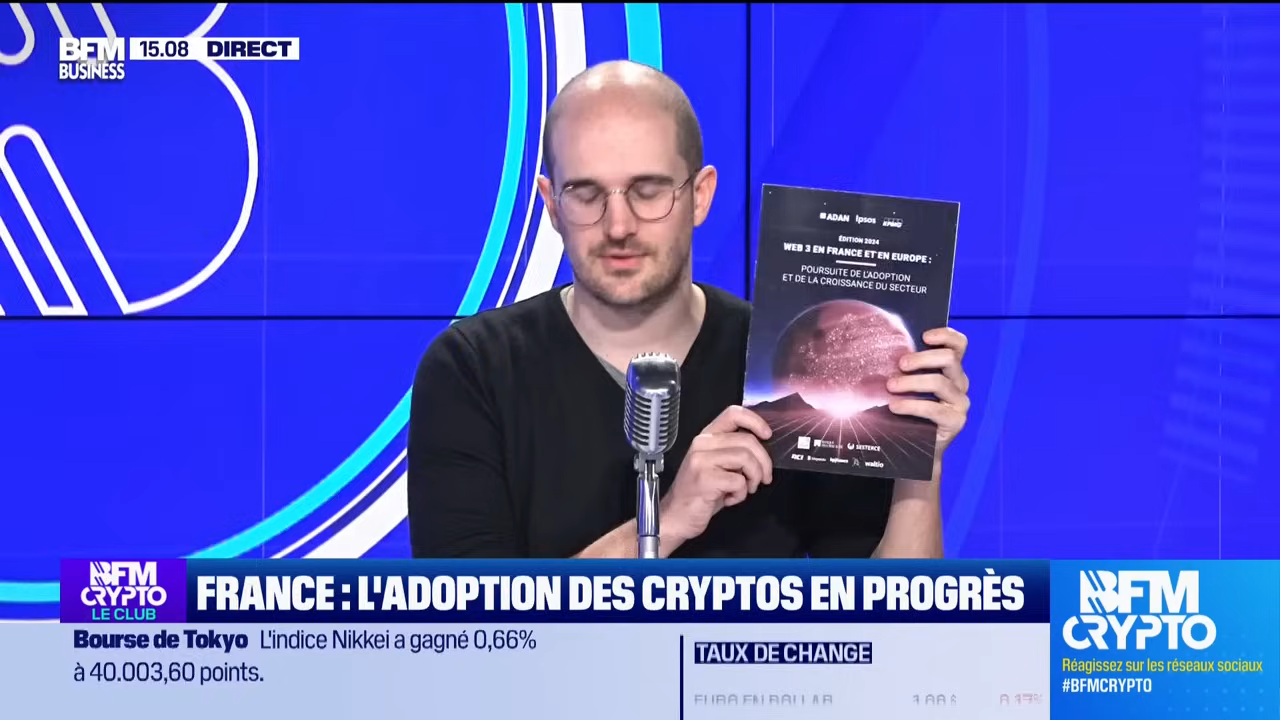 BFM
BUSINESS
15.08 DIRECT
ADAN Ipsos KPMG
ÉDITION 2024
WEB 3 EN FRANCE ET EN EUROPE :
POURSUITE DE L'ADOPTION
ET DE LA CROISSANCE DU SECTEUR
SESTERCE
waltio
BFM
CRYPTO
LE CLUB
FRANCE : L'ADOPTION DES CRYPTOS EN PROGRÈS
Bourse de Tokyo L'indice Nikkei a gagné 0,66%
à 40.003,60 points.
TAUX DE CHANGE
EURO EN DOLLAR
BFM
CRYPTO
Réagissez sur les réseaux sociaux
#BFMCRYPTO